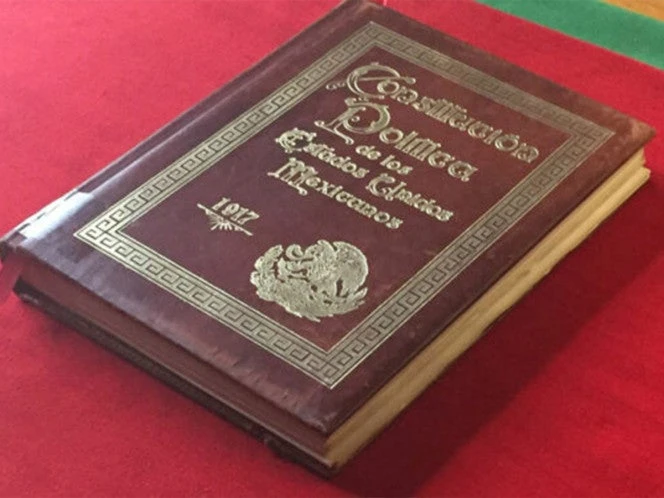 Constitución
Política
de los
Estados Unidos
Mexicanos
1917